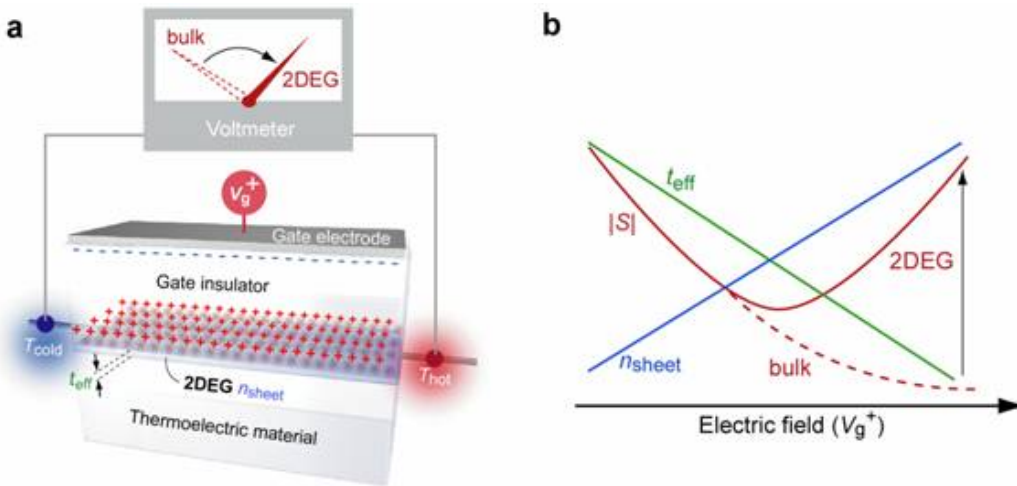 a
bulk
2DEG
Voltmeter
Vg+
Gate electrode
Gate insulator
Tcold
Thot
teff
2DEG nsheet
Thermoelectric material
b
teff
|S|
2DEG
nsheet
bulk
Electric field (Vg+)